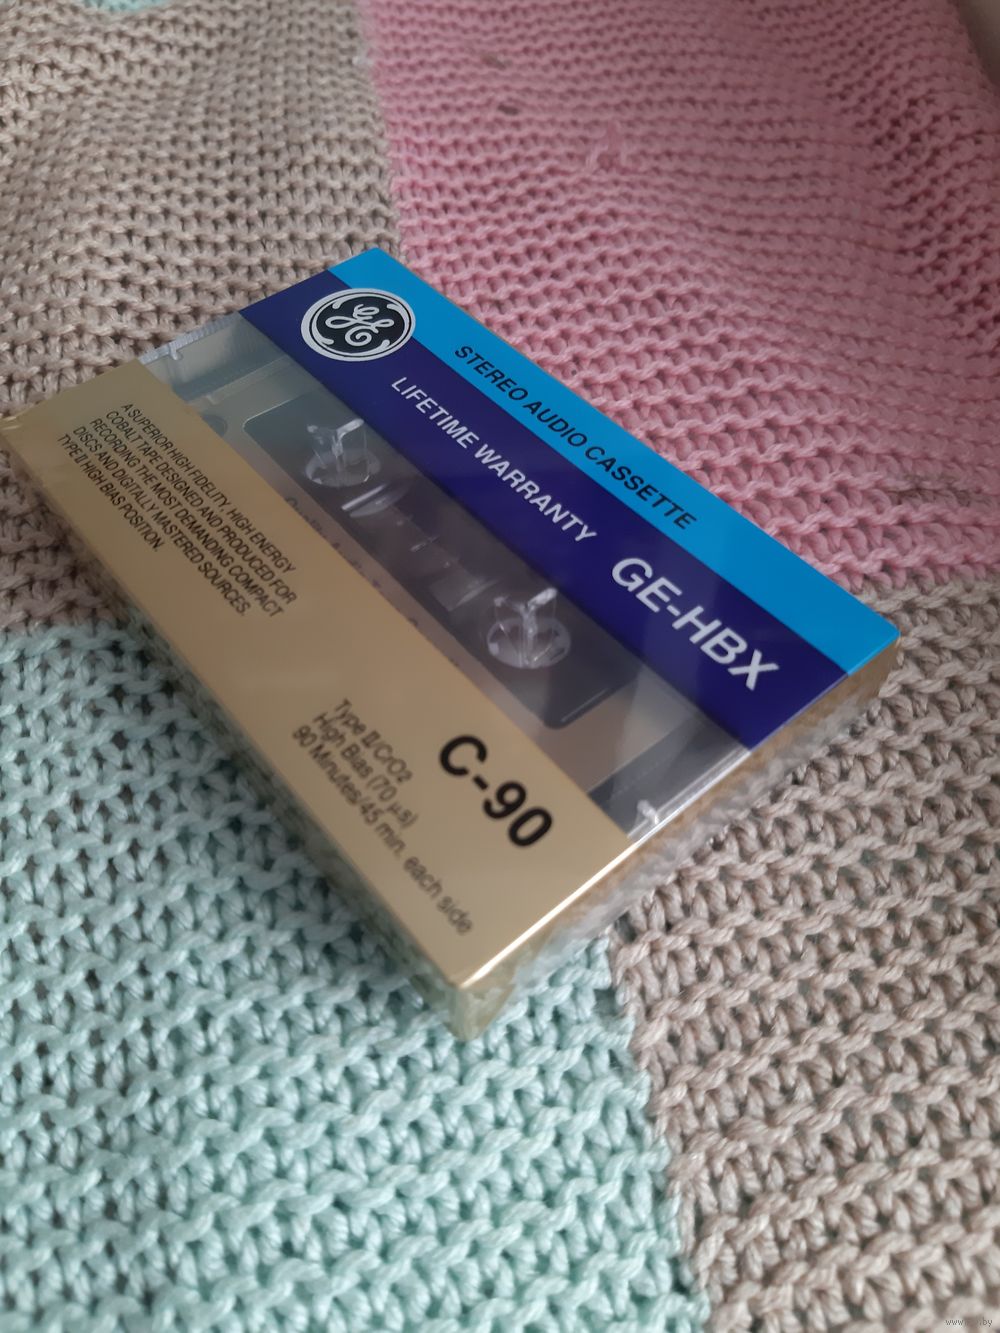 GE
STEREO AUDIO CASSETTE
LIFETIME WARRANTY
GE-HBX
A SUPERIOR HIGH FIDELITY, HIGH ENERGY
COBALT TAPE DESIGNED AND PRODUCED FOR
RECORDING THE MOST DEMANDING COMPACT
DISCS AND DIGITALLY MASTERED SOURCES.
TYPE II HIGH BIAS POSITION.
C-90
Type II/CrO2
High Bias (70 µs)
90 Minutes/45 min. each side